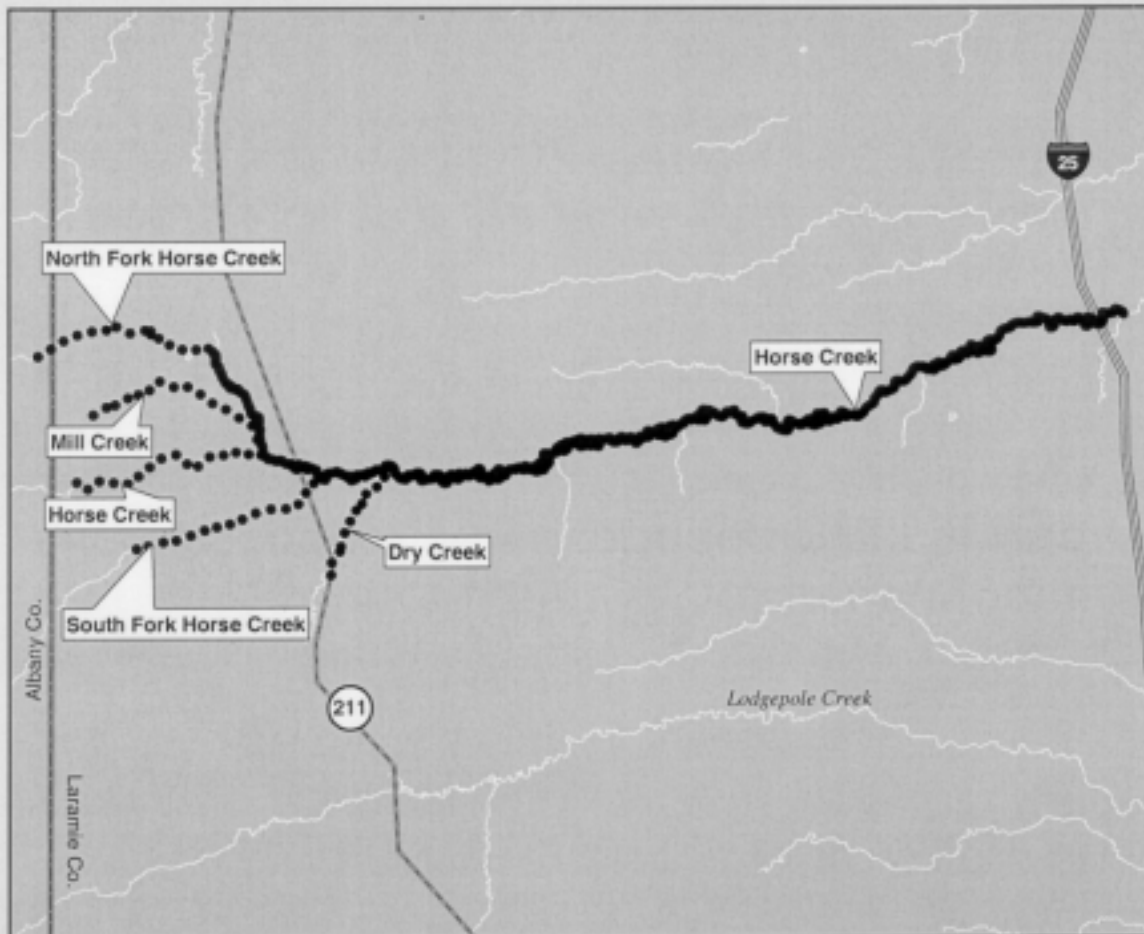 25
North Fork Horse Creek
Horse Creek
Mill Creek
Horse Creek
Dry Creek
South Fork Horse Creek
Albany Co.
Lodgepole Creek
211
Laramie Co.